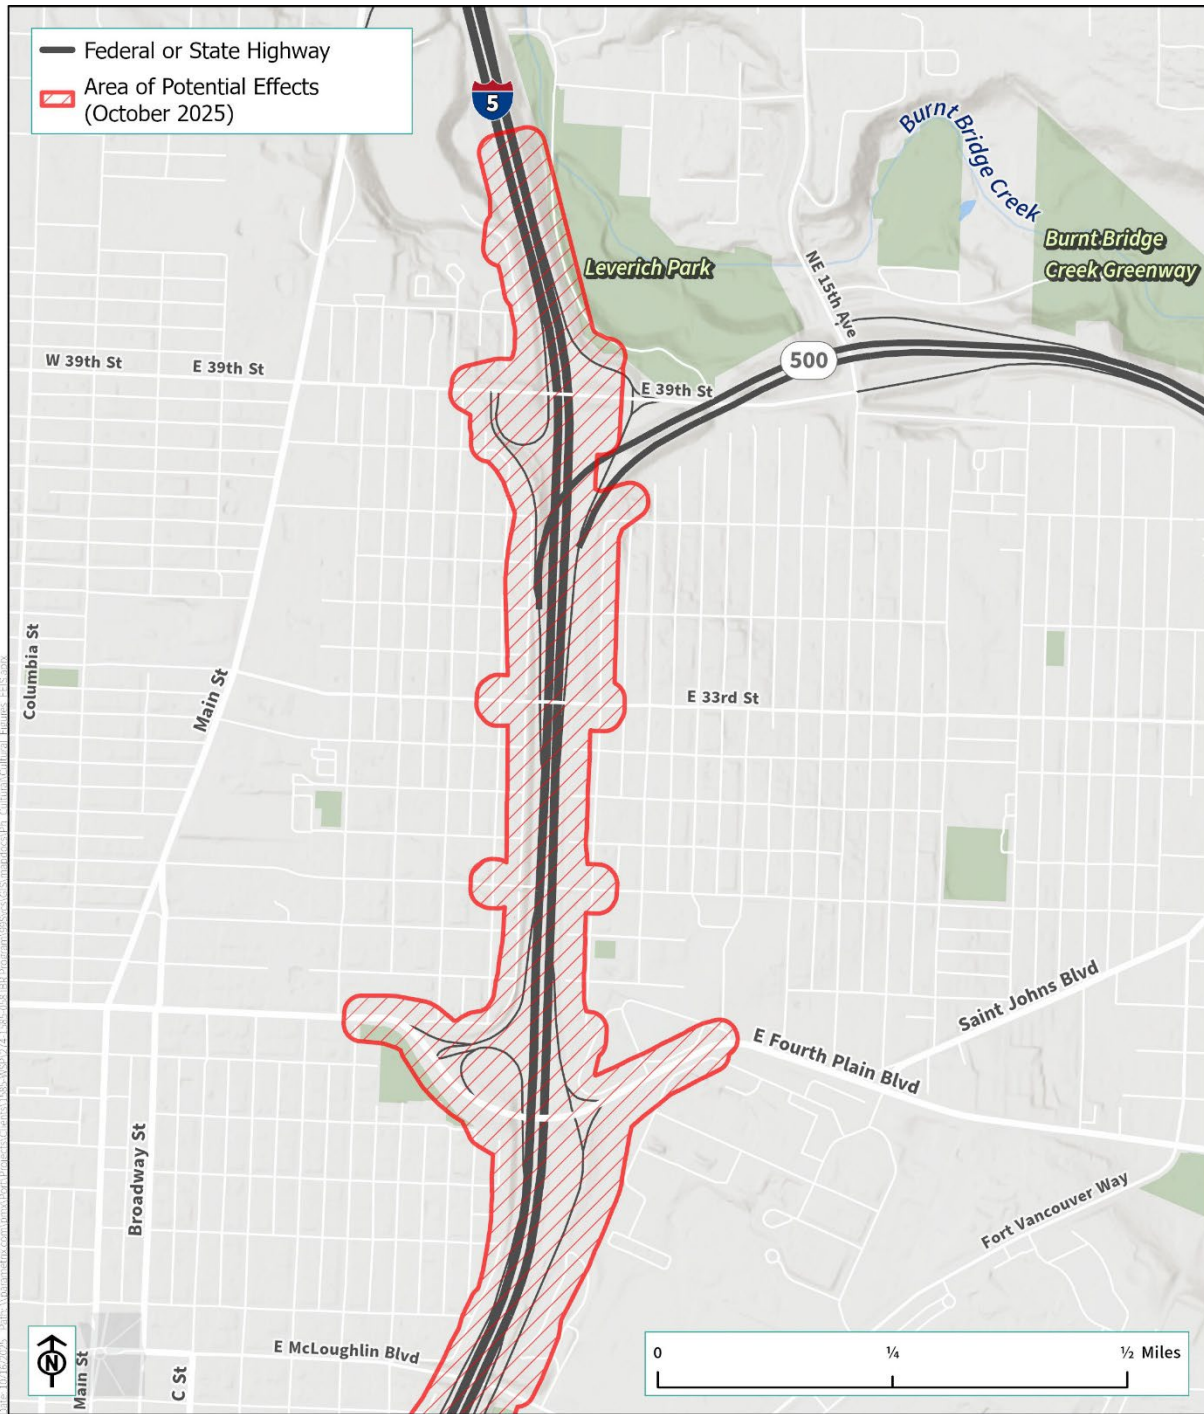 Federal or State Highway
Area of Potential Effects
(October 2025)
5
Burnt Bridge Creek
Burnt Bridge
Creek Greenway
Leverich Park
NE 15th Ave
500
W 39th St
E 39th St
E 39th St
Columbia St
Main St
E 33rd St
Saint Johns Blvd
E Fourth Plain Blvd
Broadway St
Fort Vancouver Way
E McLoughlin Blvd
Main St
C St
N
0 ¼ ½ Miles